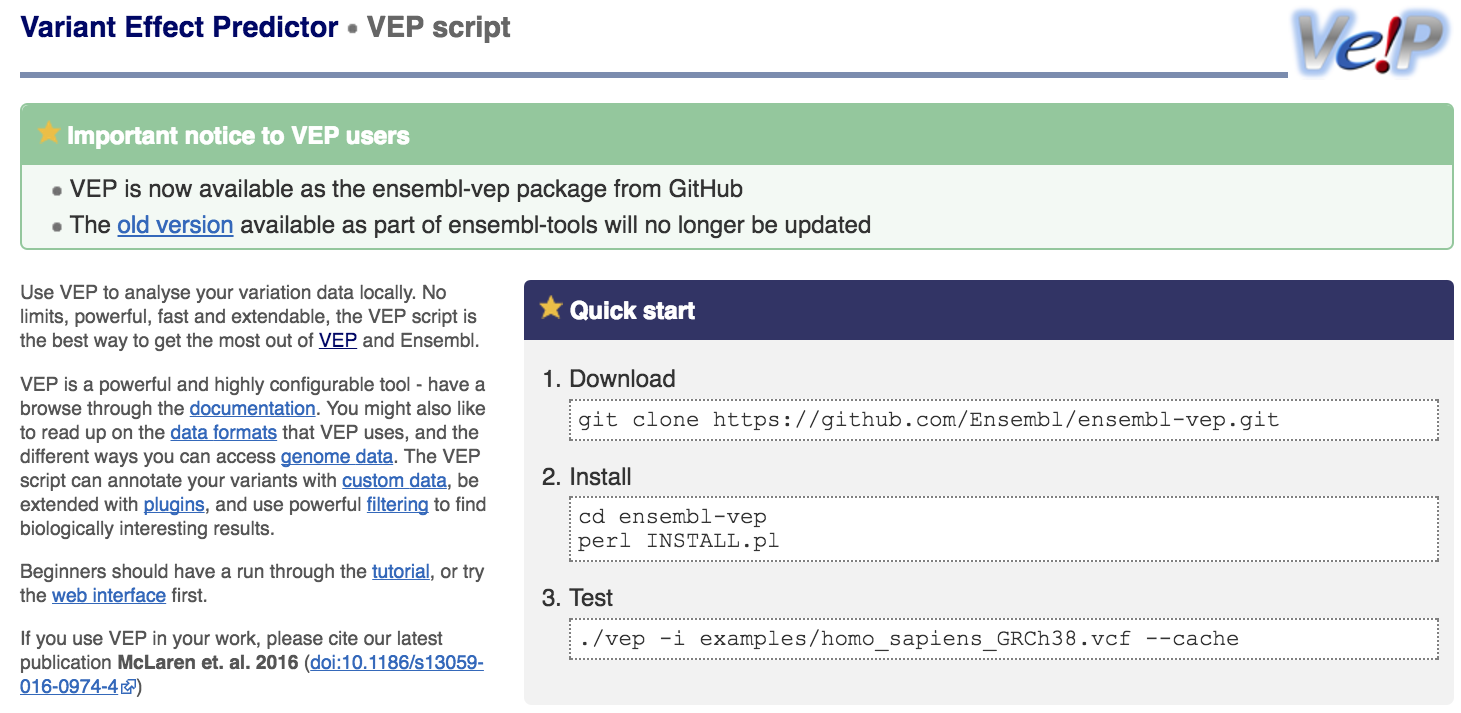 Variant Effect Predictor • VEP script
Ve!P
Important notice to VEP users
• VEP is now available as the ensembl-vep package from GitHub
• The old version available as part of ensembl-tools will no longer be updated
Use VEP to analyse your variation data locally. No
limits, powerful, fast and extendable, the VEP script is
the best way to get the most out of VEP and Ensembl.
VEP is a powerful and highly configurable tool - have a
browse through the documentation. You might also like
to read up on the data formats that VEP uses, and the
different ways you can access genome data. The VEP
script can annotate your variants with custom data, be
extended with plugins, and use powerful filtering to find
biologically interesting results.
Beginners should have a run through the tutorial, or try
the web interface first.
If you use VEP in your work, please cite our latest
publication McLaren et. al. 2016 (doi:10.1186/s13059-
016-0974-4)
Quick start
1. Download
git clone https://github.com/Ensembl/ensembl-vep.git
2. Install
cd ensembl-vep
perl INSTALL.pl
3. Test
./vep -i examples/homo_sapiens_GRCh38.vcf --cache